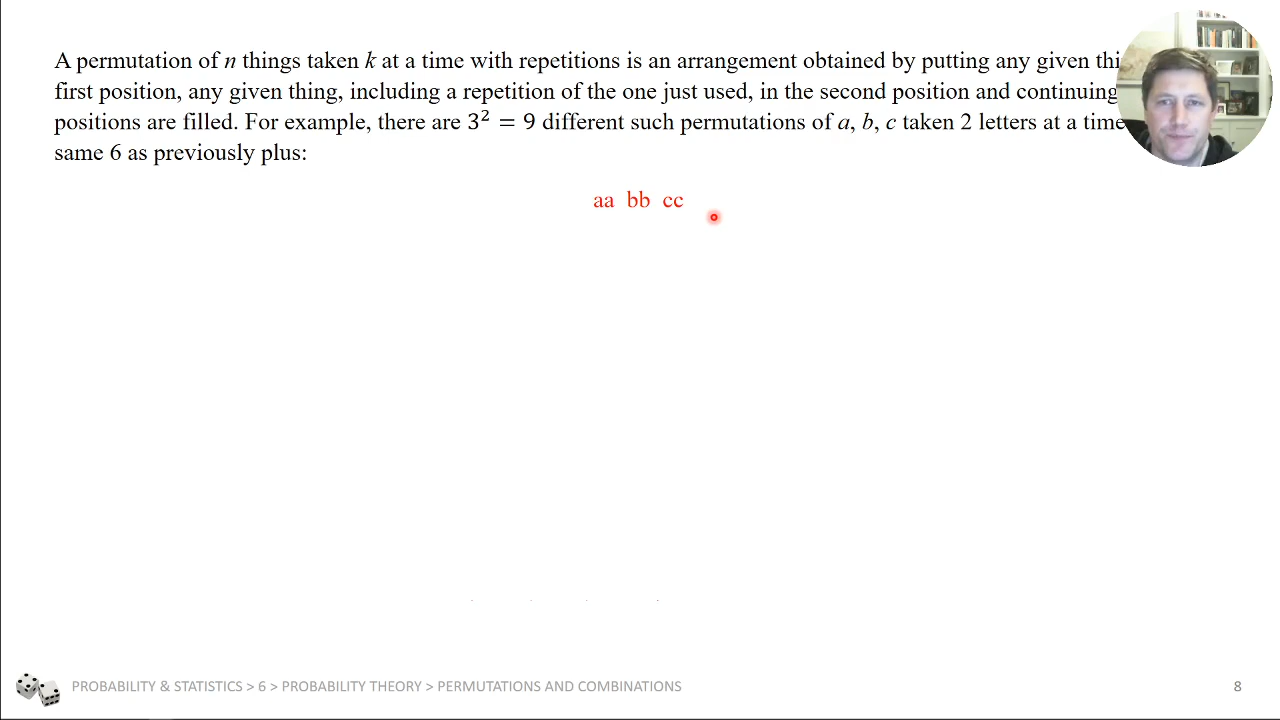 A permutation of n things taken k at a time with repetitions is an arrangement obtained by putting any given
first position, any given thing, including a repetition of the one just used, in the second position and continuing
positions are filled. For example, there are 3² = 9 different such permutations of a, b, c taken 2 letters at a time
same 6 as previously plus:
aa bb cc
PROBABILITY & STATISTICS > 6 > PROBABILITY THEORY > PERMUTATIONS AND COMBINATIONS
8